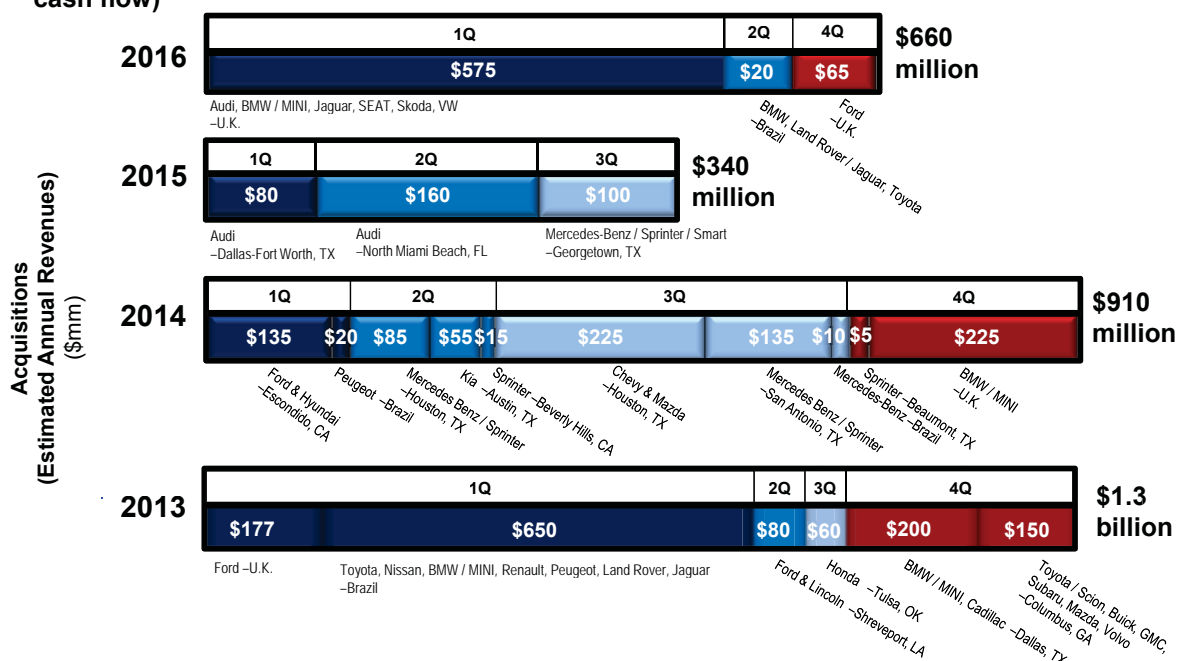 cash flow)
Acquisitions
(Estimated Annual Revenues)
($mm)
2016
1Q 2Q 4Q
$575 $20 $65
$660
million
Audi, BMW / MINI, Jaguar, SEAT, Skoda, VW
–U.K.
BMW, Land Rover / Jaguar, Toyota
–Brazil
Ford
–U.K.
2015
1Q 2Q 3Q
$80 $160 $100
$340
million
Audi
–Dallas-Fort Worth, TX
Audi
–North Miami Beach, FL
Mercedes-Benz / Sprinter / Smart
–Georgetown, TX
2014
1Q 2Q 3Q 4Q
$135 $20 $85 $55 $15 $225 $135 $10 $5 $225
$910
million
Ford & Hyundai
–Escondido, CA
Peugeot –Brazil
Mercedes Benz / Sprinter
–Houston, TX
Kia –Austin, TX
Sprinter –Beverly Hills, CA
Chevy & Mazda
–Houston, TX
Mercedes Benz / Sprinter
–San Antonio, TX
Mercedes-Benz –Brazil
Sprinter –Beaumont, TX
BMW / MINI
–U.K.
2013
1Q 2Q 3Q 4Q
$177 $650 $80 $60 $200 $150
$1.3
billion
Ford –U.K.
Toyota, Nissan, BMW / MINI, Renault, Peugeot, Land Rover, Jaguar
–Brazil
Ford & Lincoln –Shreveport, LA
Honda –Tulsa, OK
BMW / MINI, Cadillac –Dallas, TX
Toyota / Scion, Buick, GMC,
Subaru, Mazda, Volvo
–Columbus, GA